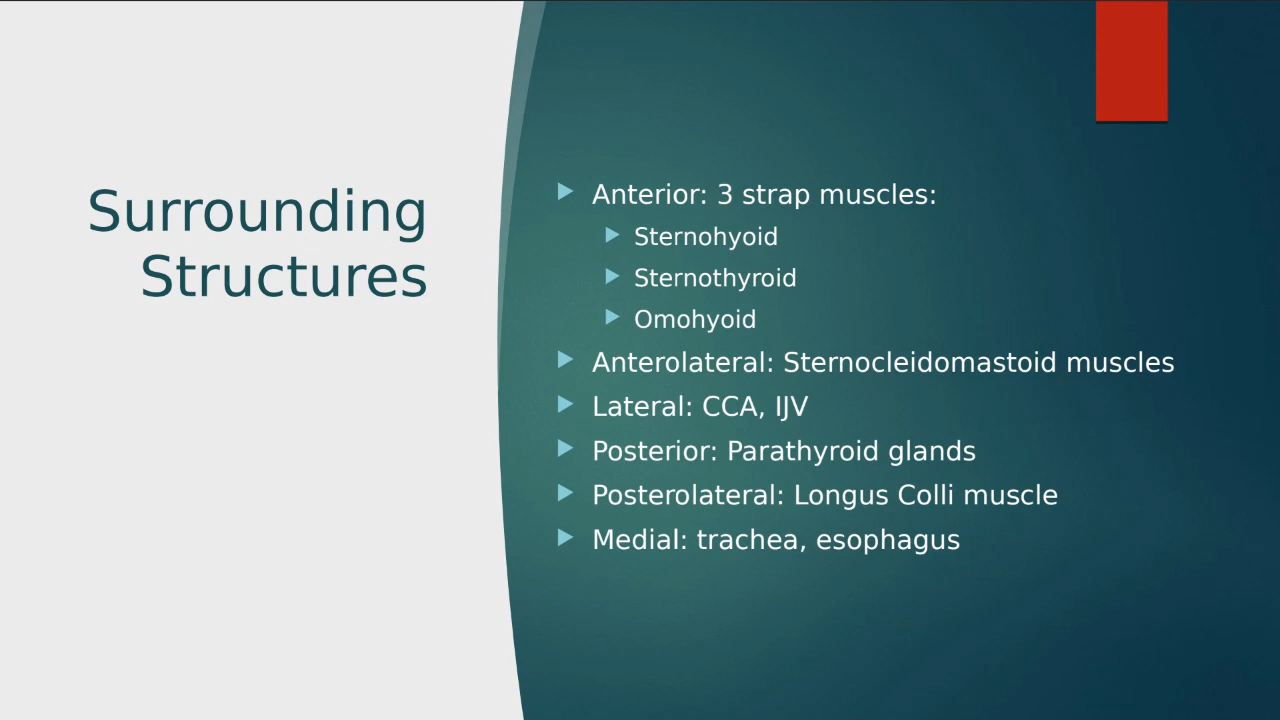 Surrounding
Structures
Anterior: 3 strap muscles:
Sternohyoid
Sternothyroid
Omohyoid
Anterolateral: Sternocleidomastoid muscles
Lateral: CCA, IJV
Posterior: Parathyroid glands
Posterolateral: Longus Colli muscle
Medial: trachea, esophagus